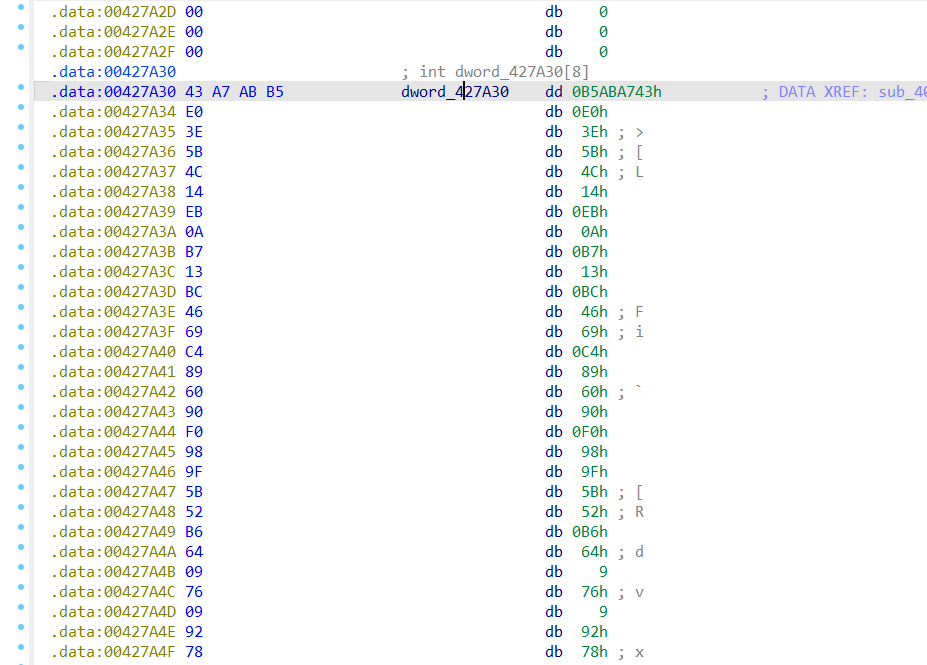 .data:00427A2D 00 db 0
.data:00427A2E 00 db 0
.data:00427A2F 00 db 0
.data:00427A30 ; int dword_427A30[8]
.data:00427A30 43 A7 AB B5 dword_427A30 dd 0B5ABA743h ; DATA XREF: sub_40
.data:00427A34 E0 db 0E0h
.data:00427A35 3E db 3Eh ; >
.data:00427A36 5B db 5Bh ; [
.data:00427A37 4C db 4Ch ; L
.data:00427A38 14 db 14h
.data:00427A39 EB db 0EBh
.data:00427A3A 0A db 0Ah
.data:00427A3B B7 db 0B7h
.data:00427A3C 13 db 13h
.data:00427A3D BC db 0BCh
.data:00427A3E 46 db 46h ; F
.data:00427A3F 69 db 69h ; i
.data:00427A40 C4 db 0C4h
.data:00427A41 89 db 89h
.data:00427A42 60 db 60h ; `
.data:00427A43 90 db 90h
.data:00427A44 F0 db 0F0h
.data:00427A45 98 db 98h
.data:00427A46 9F db 9Fh
.data:00427A47 5B db 5Bh ; [
.data:00427A48 52 db 52h ; R
.data:00427A49 B6 db 0B6h
.data:00427A4A 64 db 64h ; d
.data:00427A4B 09 db 9
.data:00427A4C 76 db 76h ; v
.data:00427A4D 09 db 9
.data:00427A4E 92 db 92h
.data:00427A4F 78 db 78h ; x